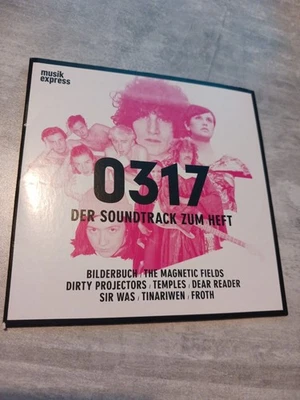 musik
express
0317
DER SOUNDTRACK ZUM HEFT
BILDERBUCH / THE MAGNETIC FIELDS
DIRTY PROJECTORS / TEMPLES / DEAR READER
SIR WAS / TINARIWEN / FROTH